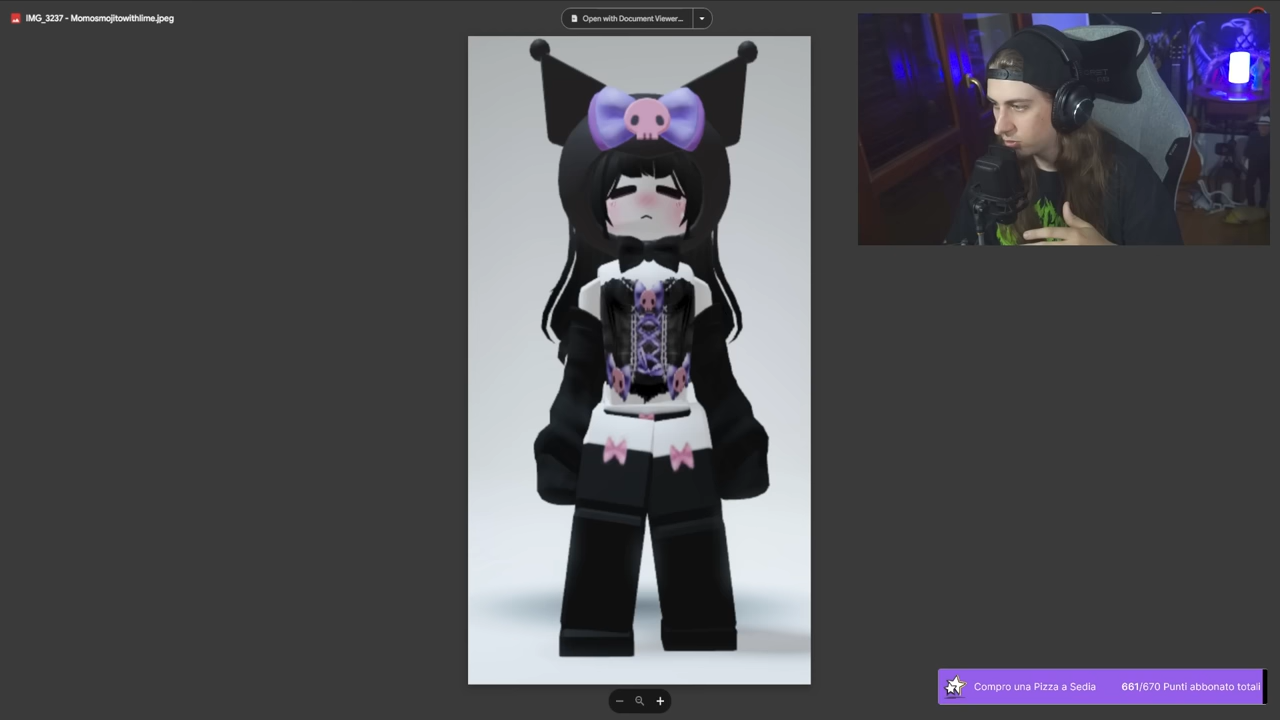 IMG_3237 - Momosmojitowithlime.jpeg
Open with Document Viewer...
Compro una Pizza a Sedia
661/670 Punti abbonato totali